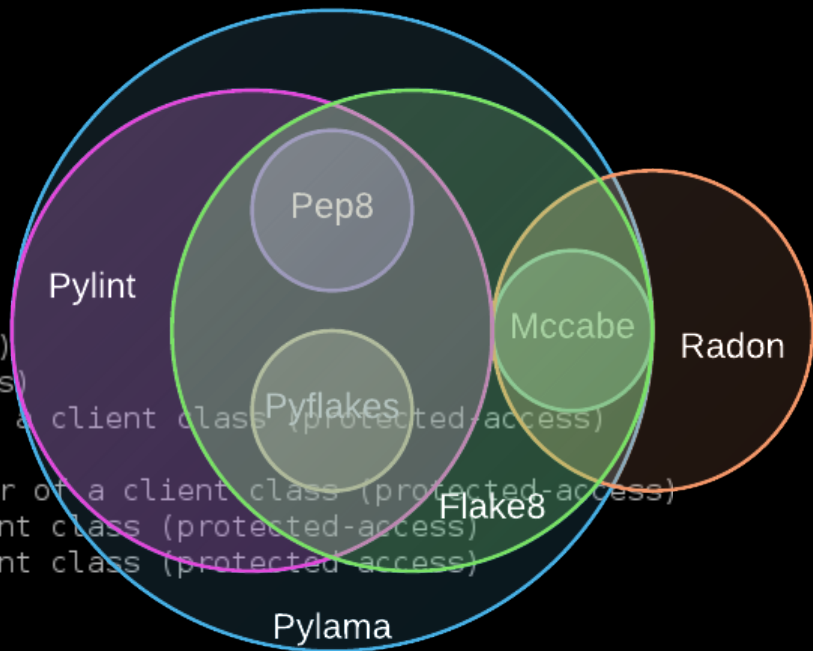 Pep8
Pylint
Mccabe
Radon
)
s)
Pyflakes
a client class (protected-access)
r of a client class (protected-access)
Flake8
nt class (protected-access)
nt class (protected access)
Pylama